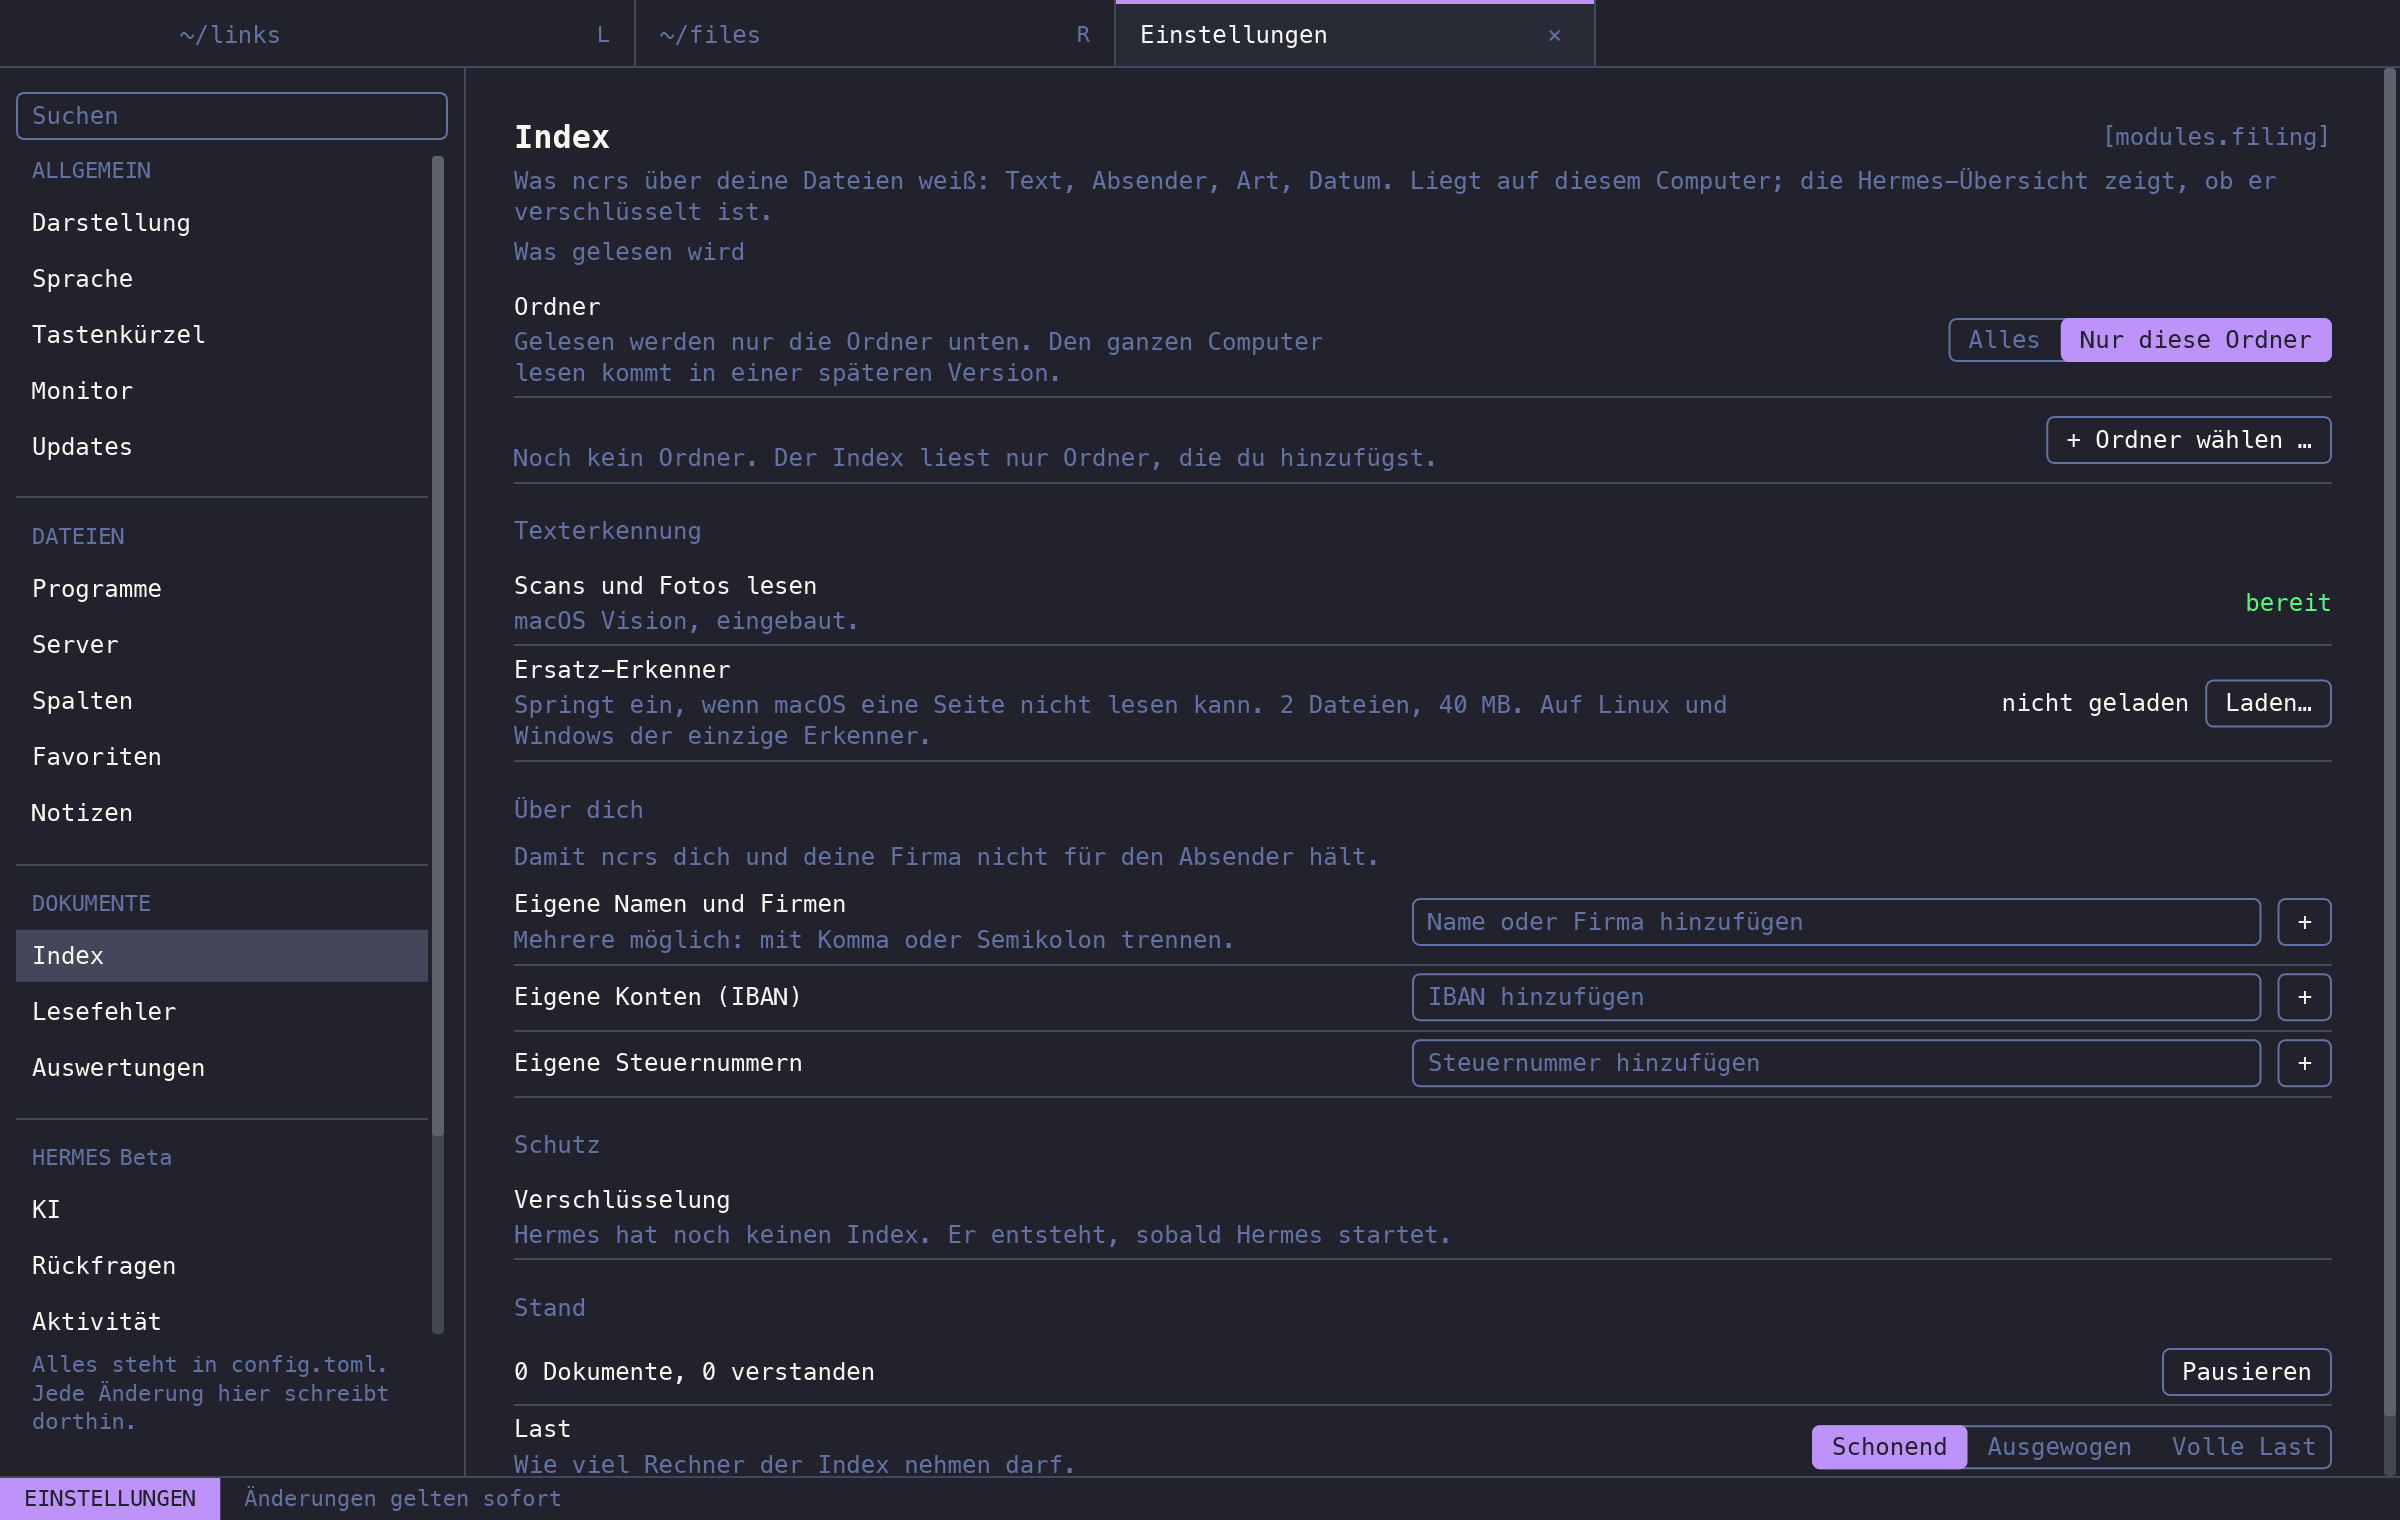 ~/links L ~/files R Einstellungen ×
Suchen
ALLGEMEIN
Darstellung
Sprache
Tastenkürzel
Monitor
Updates
DATEIEN
Programme
Server
Spalten
Favoriten
Notizen
DOKUMENTE
Index
Lesefehler
Auswertungen
HERMES Beta
KI
Rückfragen
Aktivität
Alles steht in config.toml.
Jede Änderung hier schreibt
dorthin.
Index [modules.filing]
Was ncrs über deine Dateien weiß: Text, Absender, Art, Datum. Liegt auf diesem Computer; die Hermes-Übersicht zeigt, ob er
verschlüsselt ist.
Was gelesen wird
Ordner
Gelesen werden nur die Ordner unten. Den ganzen Computer
lesen kommt in einer späteren Version.
Alles Nur diese Ordner
+ Ordner wählen …
Noch kein Ordner. Der Index liest nur Ordner, die du hinzufügst.
Texterkennung
Scans und Fotos lesen
macOS Vision, eingebaut.
bereit
Ersatz-Erkenner
Springt ein, wenn macOS eine Seite nicht lesen kann. 2 Dateien, 40 MB. Auf Linux und
Windows der einzige Erkenner.
nicht geladen Laden…
Über dich
Damit ncrs dich und deine Firma nicht für den Absender hält.
Eigene Namen und Firmen
Mehrere möglich: mit Komma oder Semikolon trennen.
Name oder Firma hinzufügen +
Eigene Konten (IBAN) IBAN hinzufügen +
Eigene Steuernummern Steuernummer hinzufügen +
Schutz
Verschlüsselung
Hermes hat noch keinen Index. Er entsteht, sobald Hermes startet.
Stand
0 Dokumente, 0 verstanden Pausieren
Last
Wie viel Rechner der Index nehmen darf.
Schonend Ausgewogen Volle Last
EINSTELLUNGEN Änderungen gelten sofort